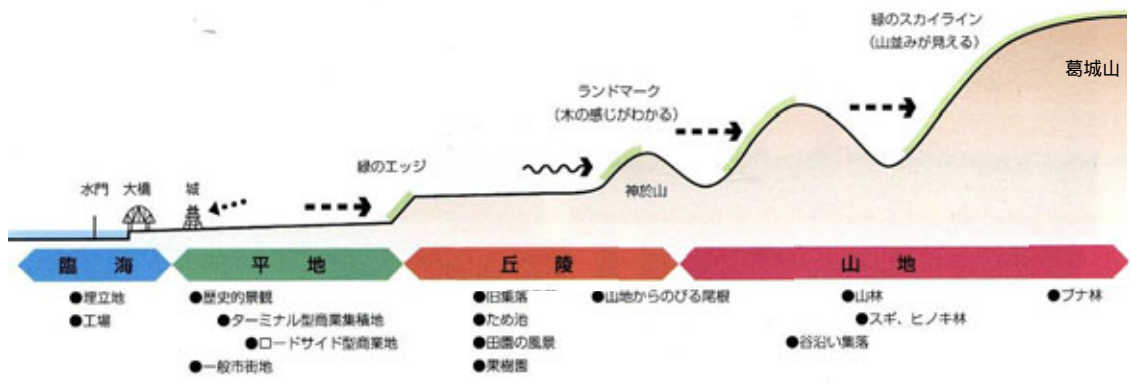 緑のスカイライン
(山並みが見える)
葛城山
ランドマーク
(木の感じがわかる)
緑のエッジ
神於山
水門 大橋 城
臨海 平地 丘陵 山地
●埋立地
●工場
●歴史的景観
●ターミナル型商業集積地
●ロードサイド型商業地
●一般市街地
●旧集落
●ため池
●田園の風景
●果樹園
●山地からのびる尾根
●山林
●スギ、ヒノキ林
●谷沿い集落
●ブナ林